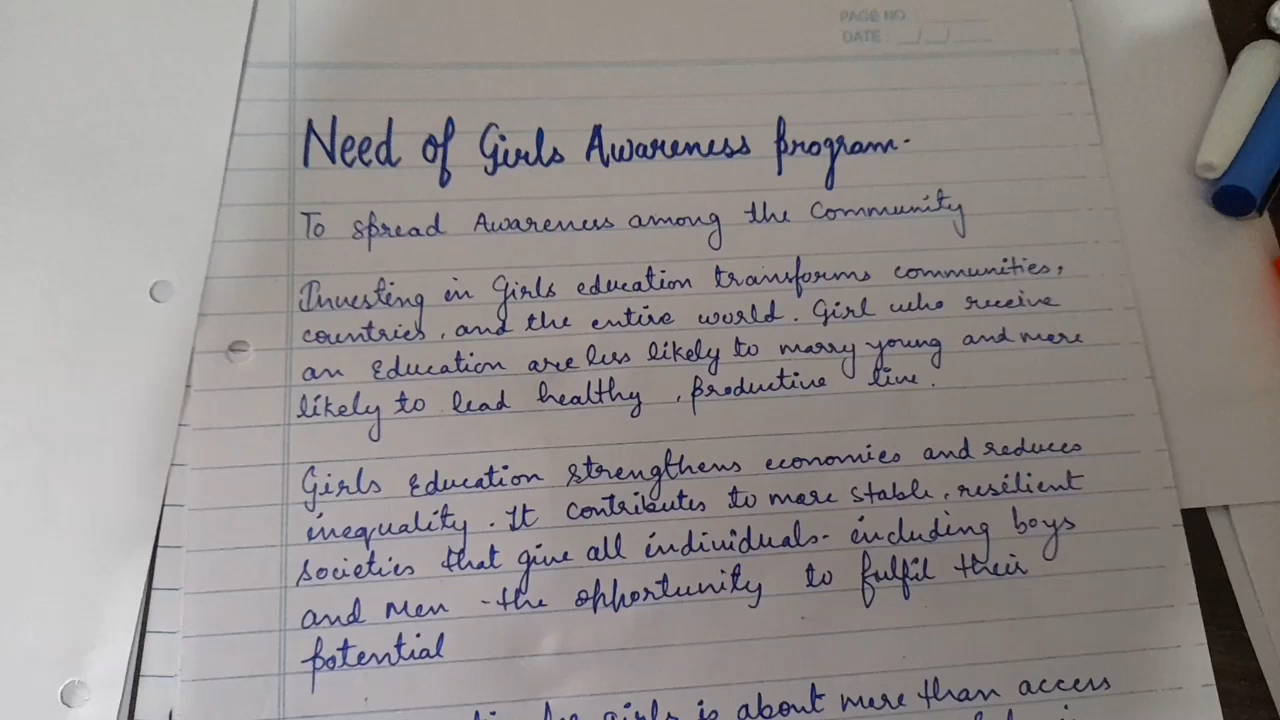 PAGE NO
DATE :
Need of Girls Awareness program.
To spread Awareness among the Community
Investing in Girls education transforms communities,
countries, and the entire world. Girl who receive
an Education are less likely to marry young and more
likely to lead healthy, productive live.
Girls Education strengthens economies and reduces
inequality. It contributes to more stable, resilient
societies that give all individuals- including boys
and Men - the opportunity to fulfil their
potential
girls is about more than access